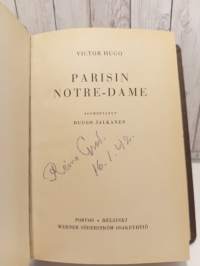 VICTOR HUGO
PARISIN
NOTRE-DAME
SUOMENTANUT
HUUGO JALKANEN
16.1.42.
PORVOO • HELSINKI
WERNER SÖDERSTRÖM OSAKEYHTIÖ